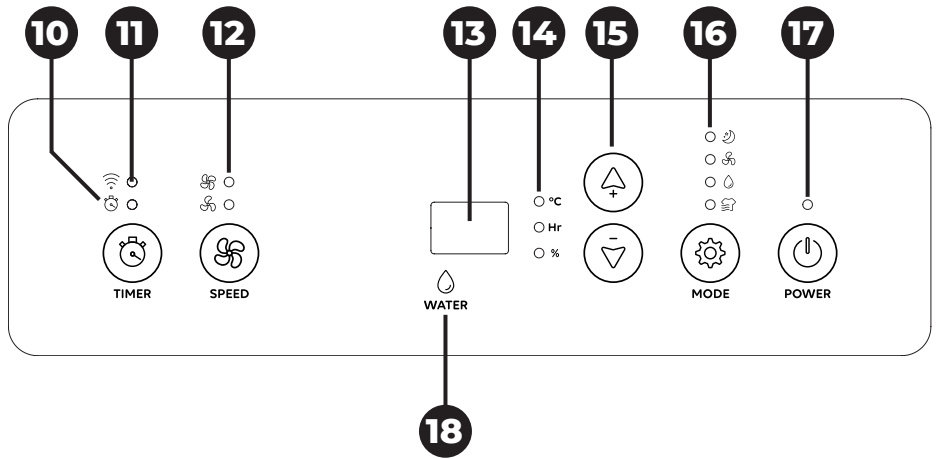 10 11 12 13 14 15 16 17
°C
+
Hr
−
%
TIMER SPEED MODE POWER
WATER
18